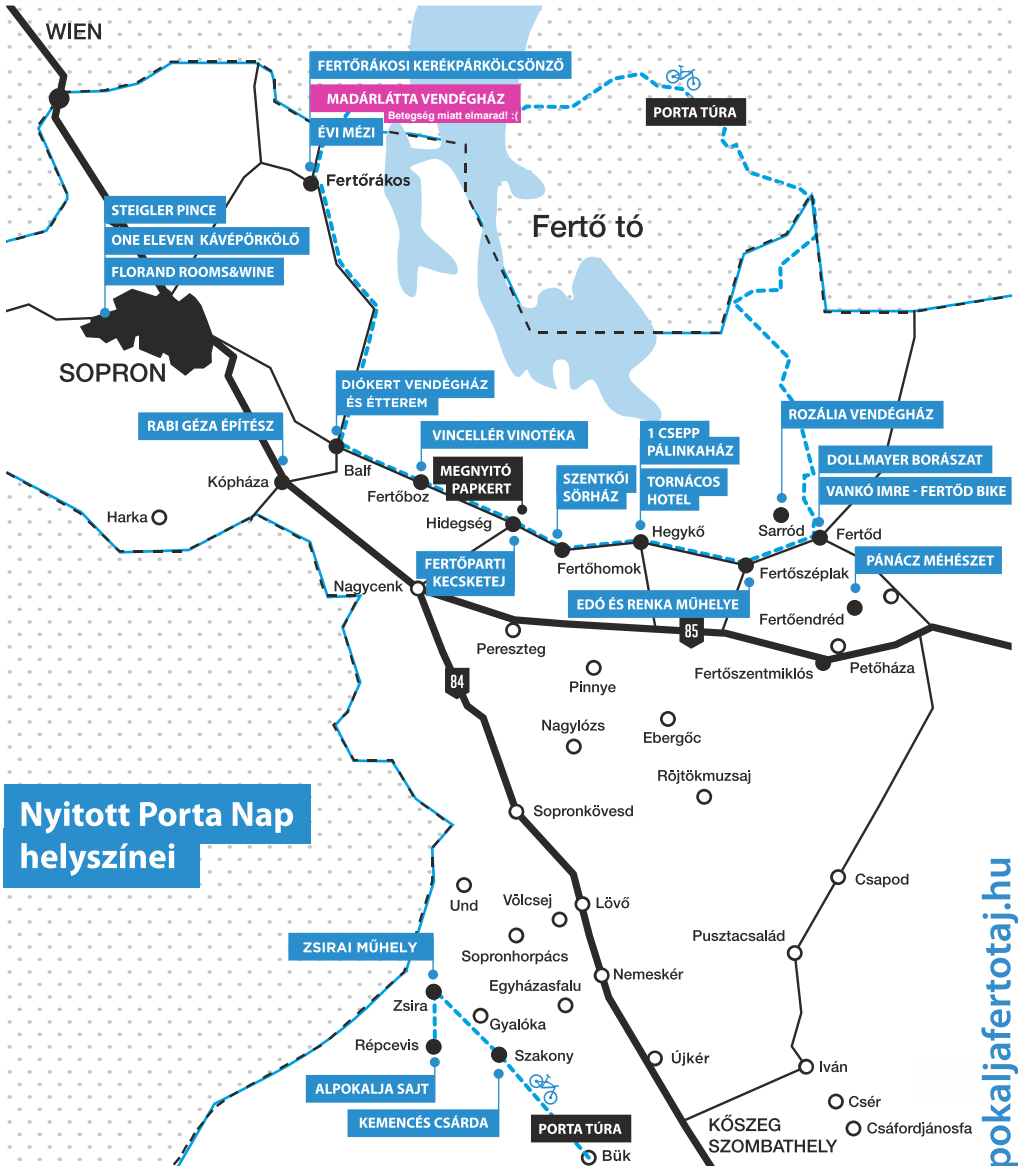 WIEN
FERTŐRÁKOSI KERÉKPÁRKÖLCSÖNZŐ
MADÁRLÁTTA VENDÉGHÁZ
Betegség miatt elmarad! :(
ÉVI MÉZI
PORTA TÚRA
Fertőrákos
STEIGLER PINCE
ONE ELEVEN KÁVÉPÖRKÖLŐ
FLORAND ROOMS&WINE
Fertő tó
SOPRON
DIÓKERT VENDÉGHÁZ
ÉS ÉTTEREM
RABI GÉZA ÉPÍTÉSZ
VINCELLÉR VINOTÉKA
1 CSEPP
PÁLINKAHÁZ
ROZÁLIA VENDÉGHÁZ
MEGNYITÓ
PAPKERT
SZENTKŐI
SÖRHÁZ
TORNÁCOS
HOTEL
DOLLMAYER BORÁSZAT
VANKÓ IMRE - FERTŐD BIKE
Balf
Kópháza
Fertőboz
Harka
Hidegség
Hegykő
Sarród
Fertőd
Fertőhomok
Fertőszéplak
PÁNÁCZ MÉHÉSZET
FERTŐPARTI
KECSKETEJ
Nagycenk
EDÓ ÉS RENKA MŰHELYE
Fertőendréd
85
Pereszteg
Petőháza
Fertőszentmiklós
84
Pinnye
Nagylózs
Ebergőc
Röjtökmuzsaj
Nyitott Porta Nap
helyszínei
Sopronkövesd
Csapod
Und
Völcsej
Lövő
Pusztacsalád
ZSIRAI MŰHELY
Sopronhorpács
Nemeskér
Egyházasfalu
Zsira
Gyalóka
Répcevis
Szakony
Újkér
Iván
ALPOKALJA SAJT
KEMENCÉS CSÁRDA
Csér
PORTA TÚRA
KŐSZEG
SZOMBATHELY
Csáfordjánosfa
Bük
pokaljafertotaj.hu